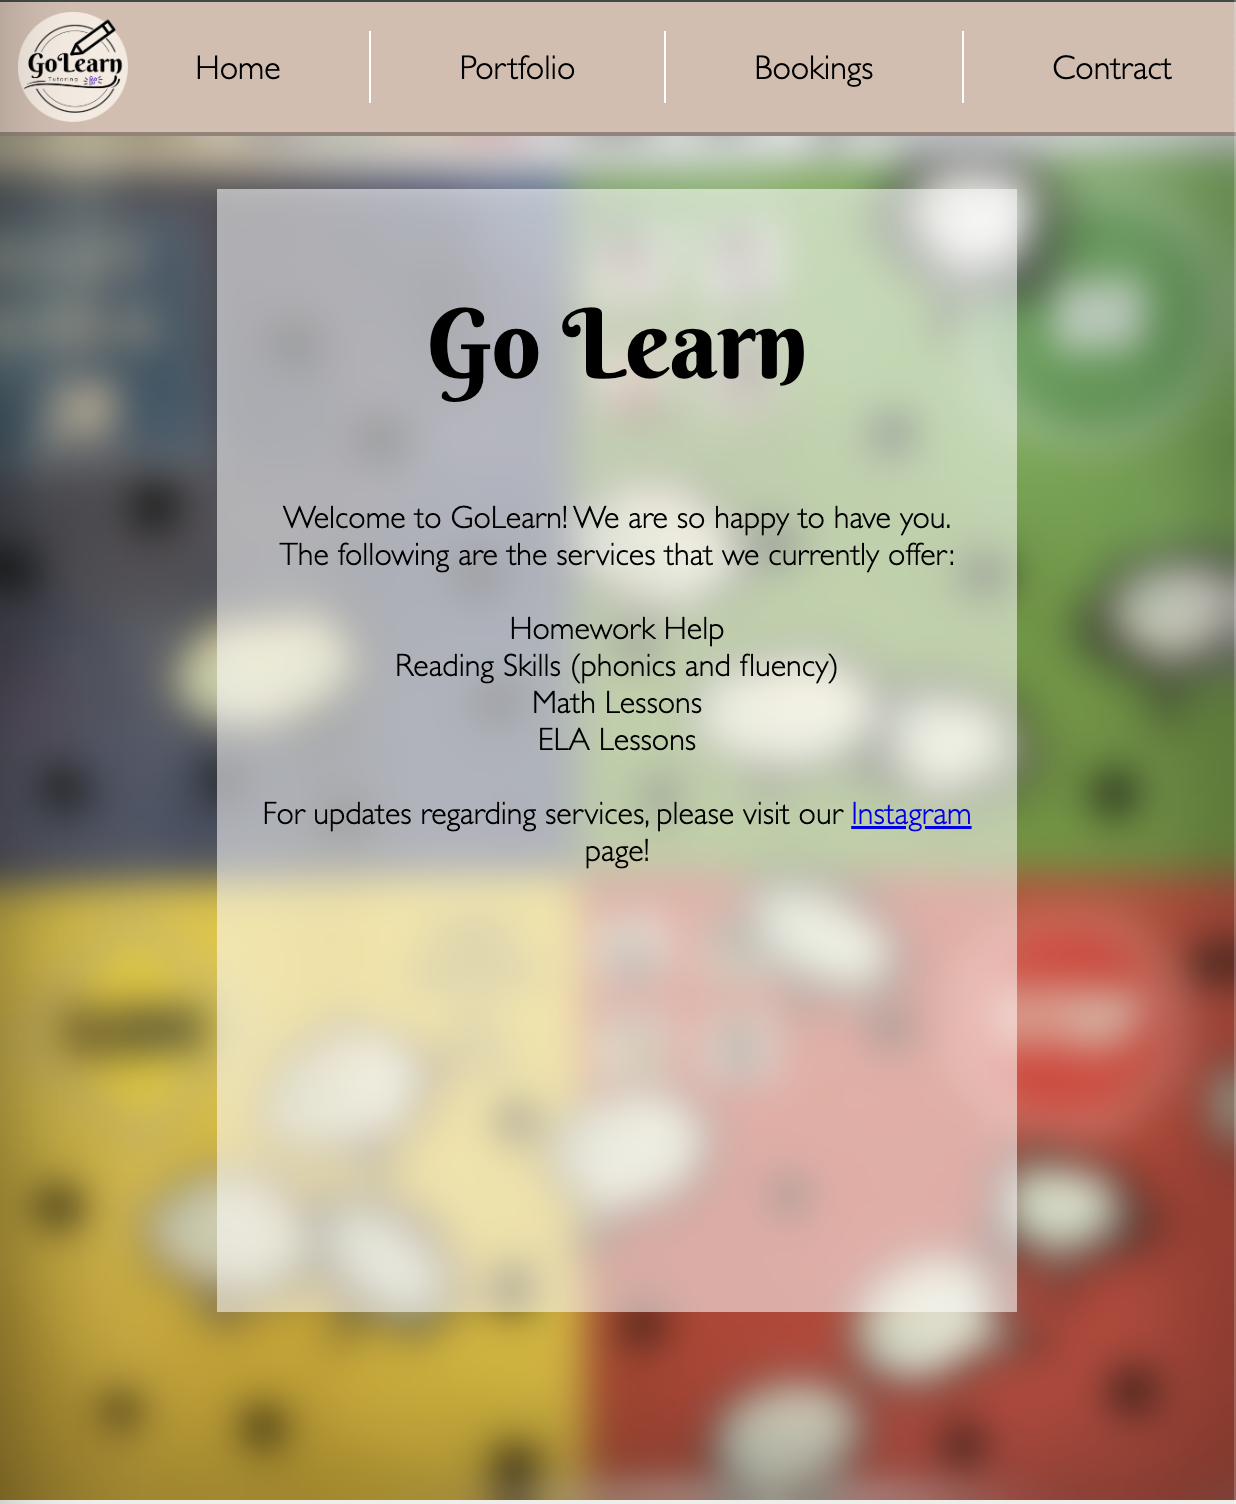 GoLearn
Tutoring
Home
Portfolio
Bookings
Contract
Go Learn
Welcome to GoLearn! We are so happy to have you.
The following are the services that we currently offer:
Homework Help
Reading Skills (phonics and fluency)
Math Lessons
ELA Lessons
For updates regarding services, please visit our Instagram
page!